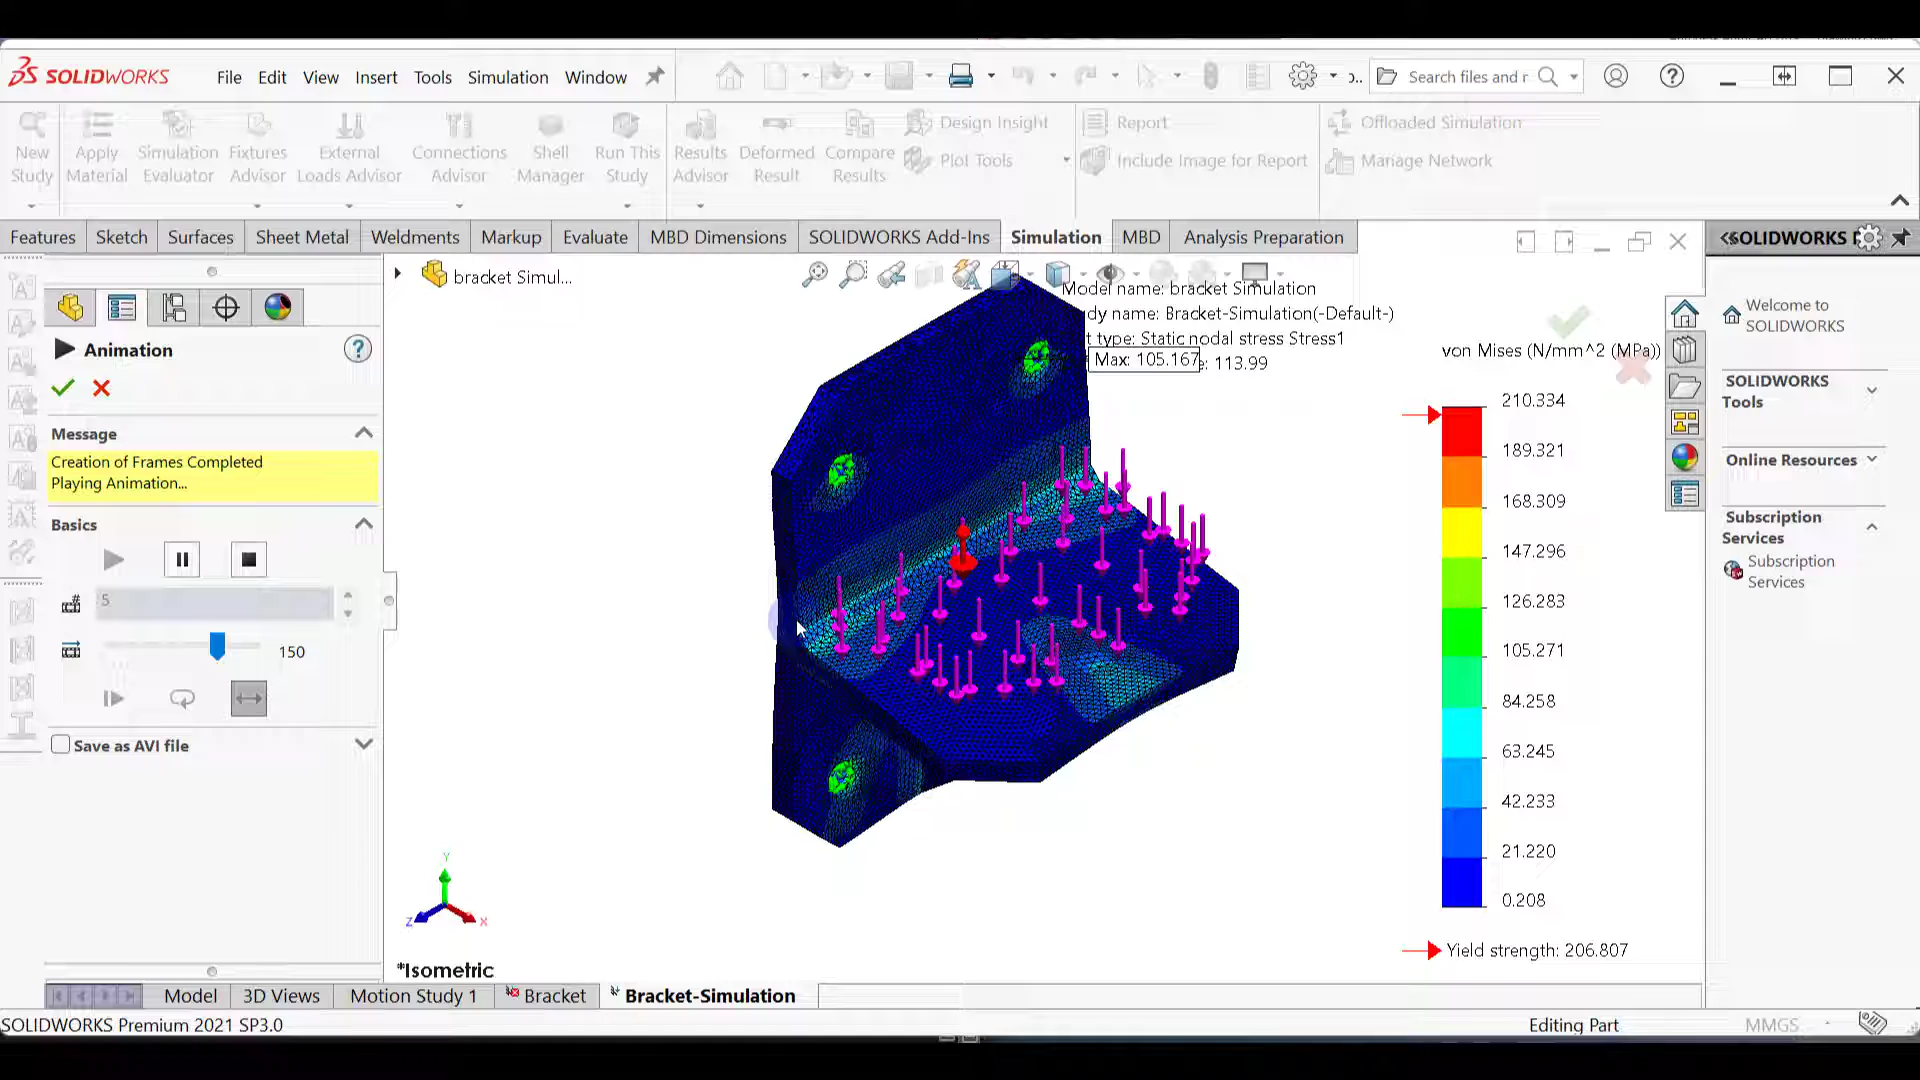 SOLIDWORKS
File Edit View Insert Tools Simulation Window
Search files and r
New Study
Apply Material
Simulation Evaluator
Fixtures Advisor
External Loads Advisor
Connections Advisor
Shell Manager
Run This Study
Results Advisor
Deformed Result
Compare Results
Design Insight
Plot Tools
Report
Include Image for Report
Offloaded Simulation
Manage Network
Features Sketch Surfaces Sheet Metal Weldments Markup Evaluate MBD Dimensions SOLIDWORKS Add-Ins Simulation MBD Analysis Preparation
SOLIDWORKS
bracket Simul...
Model name: bracket Simulation
dy name: Bracket-Simulation(-Default-)
t type: Static nodal stress Stress1
Max: 105.167
e: 113.99
Animation
Message
Creation of Frames Completed
Playing Animation...
Basics
5
150
Save as AVI file
von Mises (N/mm^2 (MPa))
210.334
189.321
168.309
147.296
126.283
105.271
84.258
63.245
42.233
21.220
0.208
Yield strength: 206.807
Welcome to
SOLIDWORKS
SOLIDWORKS
Tools
Online Resources
Subscription
Services
Subscription
Services
Y
Z
X
*Isometric
Model 3D Views Motion Study 1 Bracket Bracket-Simulation
SOLIDWORKS Premium 2021 SP3.0
Editing Part
MMGS